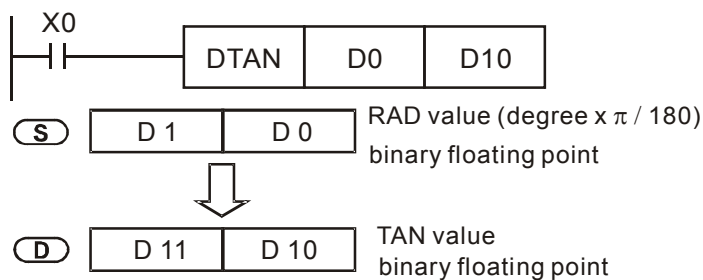 X0
DTAN D0 D10
S D 1 D 0 RAD value (degree x π / 180)
binary floating point
D D 11 D 10 TAN value
binary floating point